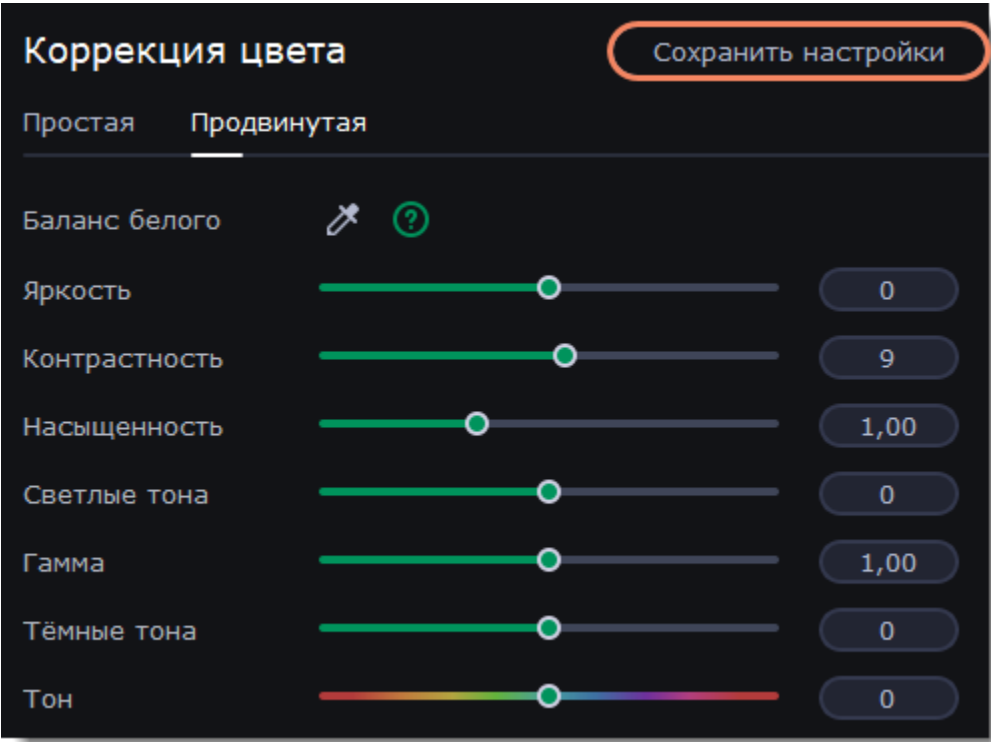 Коррекция цвета Сохранить настройки
Простая Продвинутая
Баланс белого ?
Яркость 0
Контрастность 9
Насыщенность 1,00
Светлые тона 0
Гамма 1,00
Тёмные тона 0
Тон 0